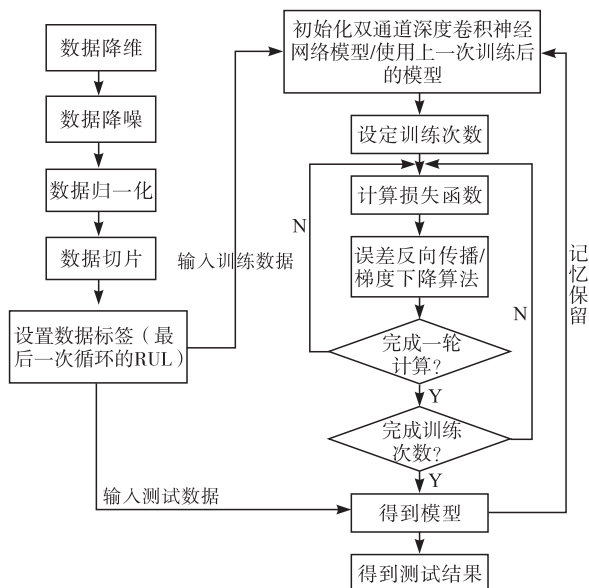 数据降维
数据降噪
数据归一化
数据切片
设置数据标签（最
后一次循环的RUL）
输入训练数据
输入测试数据
初始化双通道深度卷积神经
网络模型/使用上一次训练后
的模型
设定训练次数
计算损失函数
误差反向传播/
梯度下降算法
完成一轮
计算?
N
Y
完成训练
次数?
N
Y
得到模型
得到测试结果
记忆保留